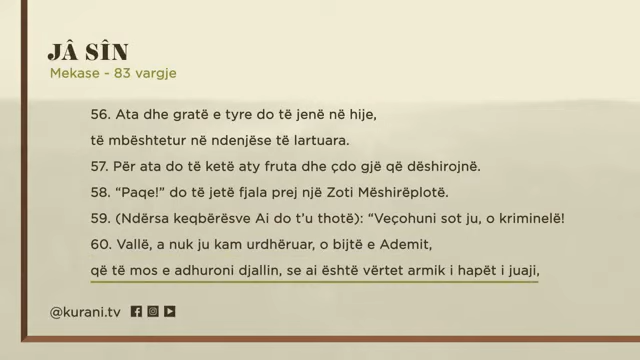 JÂ SÎN
Mekase - 83 vargje
56. Ata dhe gratë e tyre do të jenë në hije,
të mbështetur në ndenjëse të lartuara.
57. Për ata do të ketë aty fruta dhe çdo gjë që dëshirojnë.
58. “Paqe!” do të jetë fjala prej një Zoti Mëshirëplotë.
59. (Ndërsa keqbërësve Ai do t’u thotë): “Veçohuni sot ju, o kriminelë!
60. Vallë, a nuk ju kam urdhëruar, o bijtë e Ademit,
që të mos e adhuroni djallin, se ai është vërtet armik i hapët i juaji,
@kurani.tv